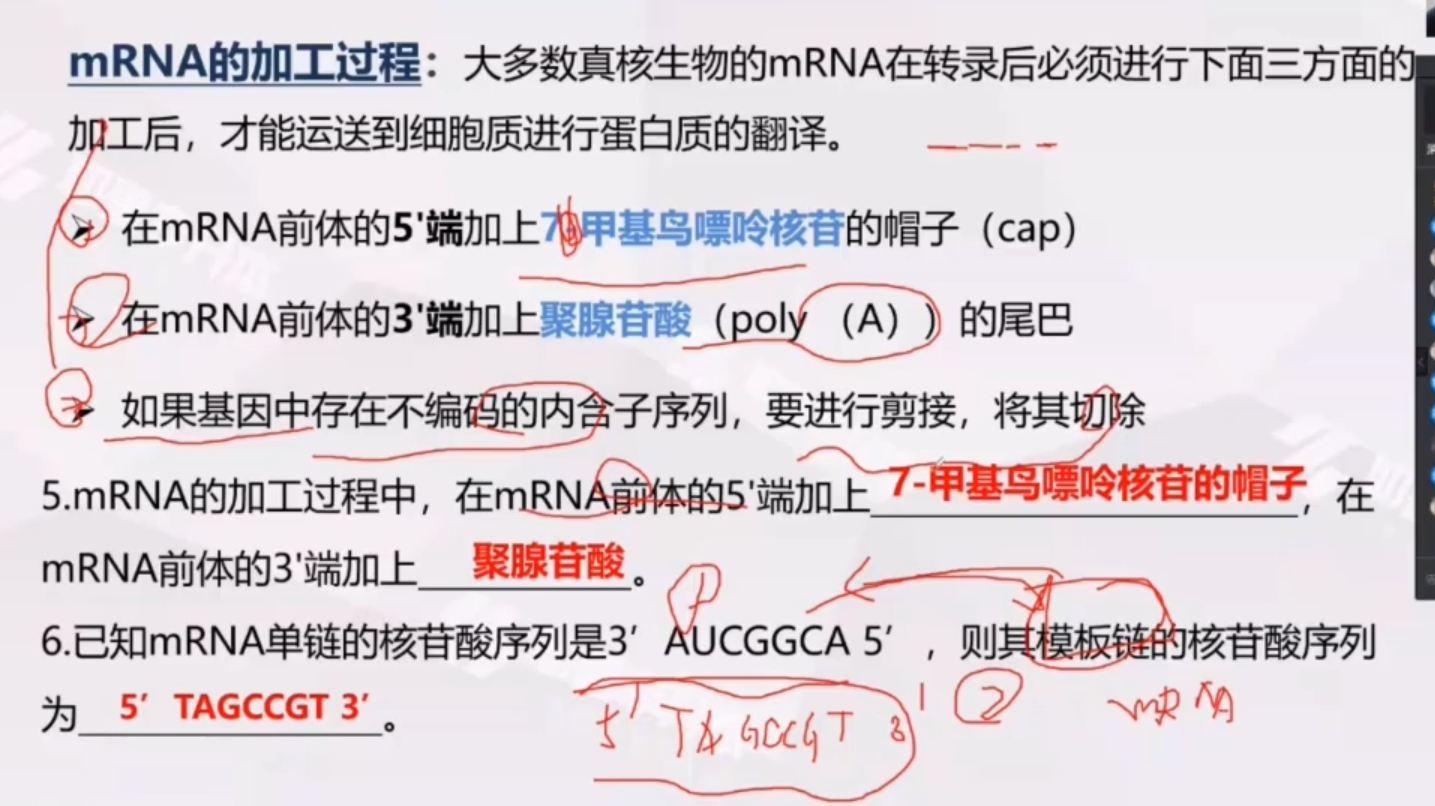 mRNA的加工过程：大多数真核生物的mRNA在转录后必须进行下面三方面的
加工后，才能运送到细胞质进行蛋白质的翻译。
➢ 在mRNA前体的5'端加上7-甲基鸟嘌呤核苷的帽子（cap）
➢ 在mRNA前体的3'端加上聚腺苷酸（poly （A））的尾巴
➢ 如果基因中存在不编码的内含子序列，要进行剪接，将其切除
5.mRNA的加工过程中，在mRNA前体的5'端加上7-甲基鸟嘌呤核苷的帽子，在
mRNA前体的3'端加上 聚腺苷酸 。
6.已知mRNA单链的核苷酸序列是3′ AUCGGCA 5′ ，则其模板链的核苷酸序列
为 5′ TAGCCGT 3′ 。
5' TAGCCGT 3'
②
mRNA